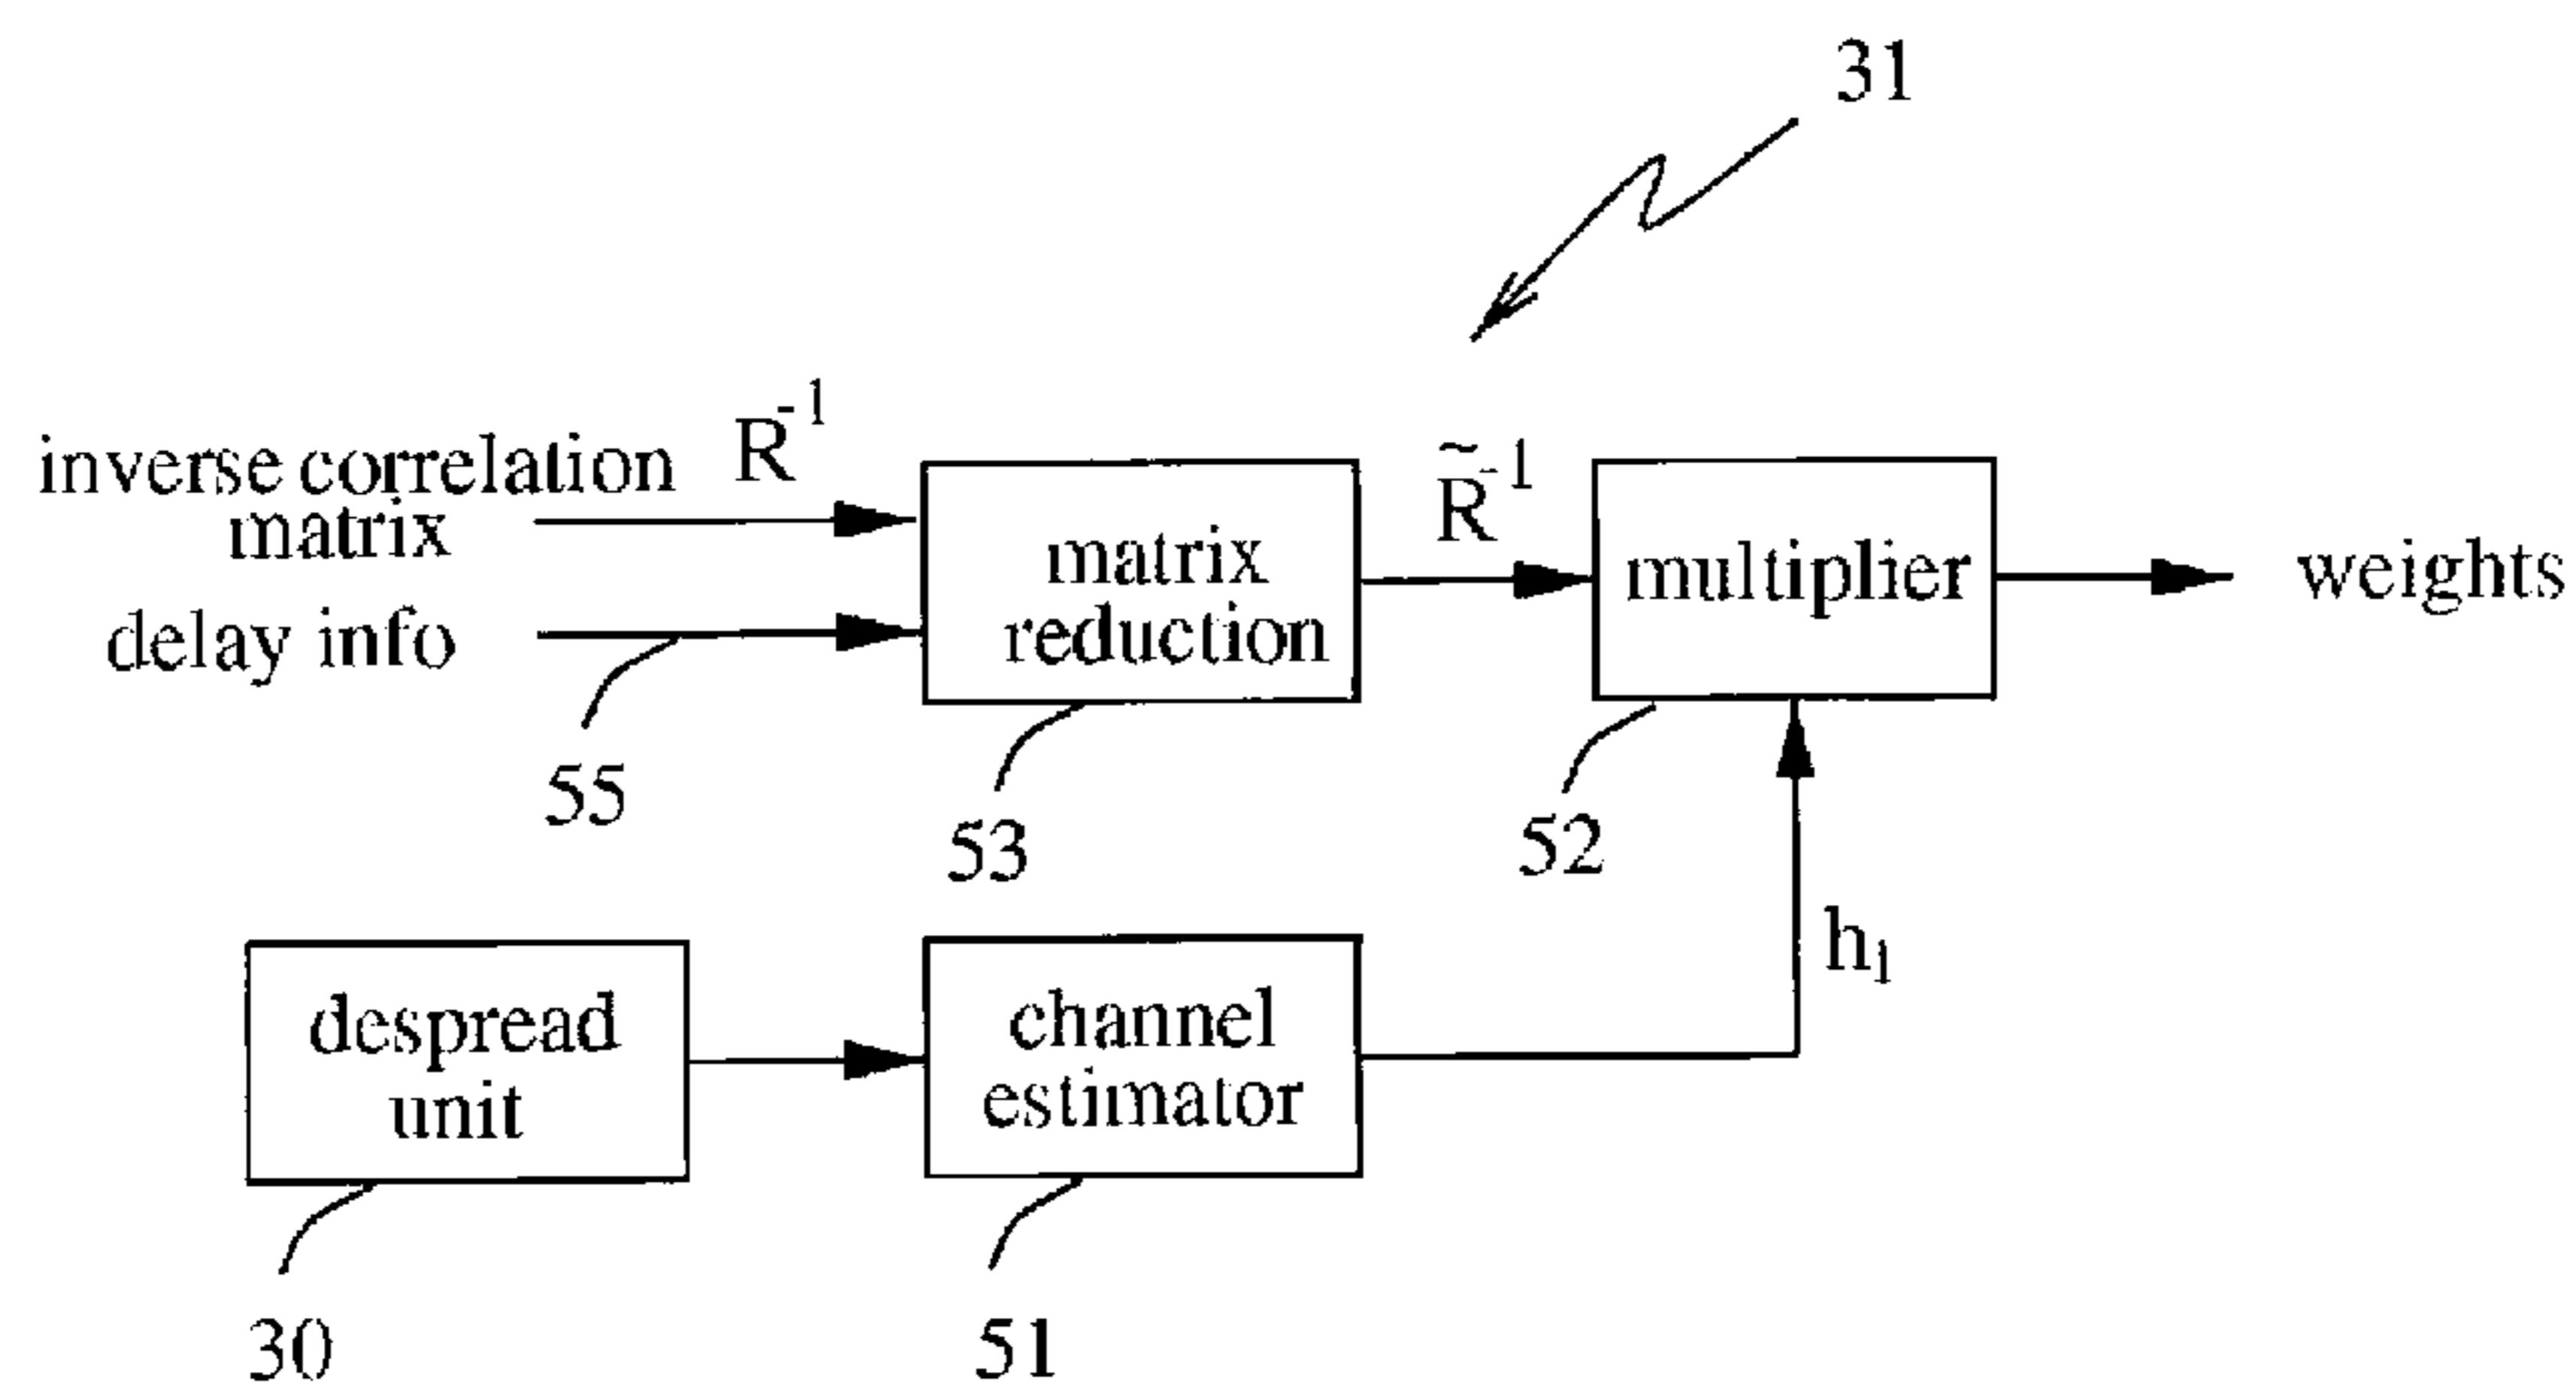 31
inverse correlation
matrix
R⁻¹
delay info
55
matrix
reduction
53
R̃⁻¹
multiplier
52
weights
h₁
despread
unit
30
channel
estimator
51